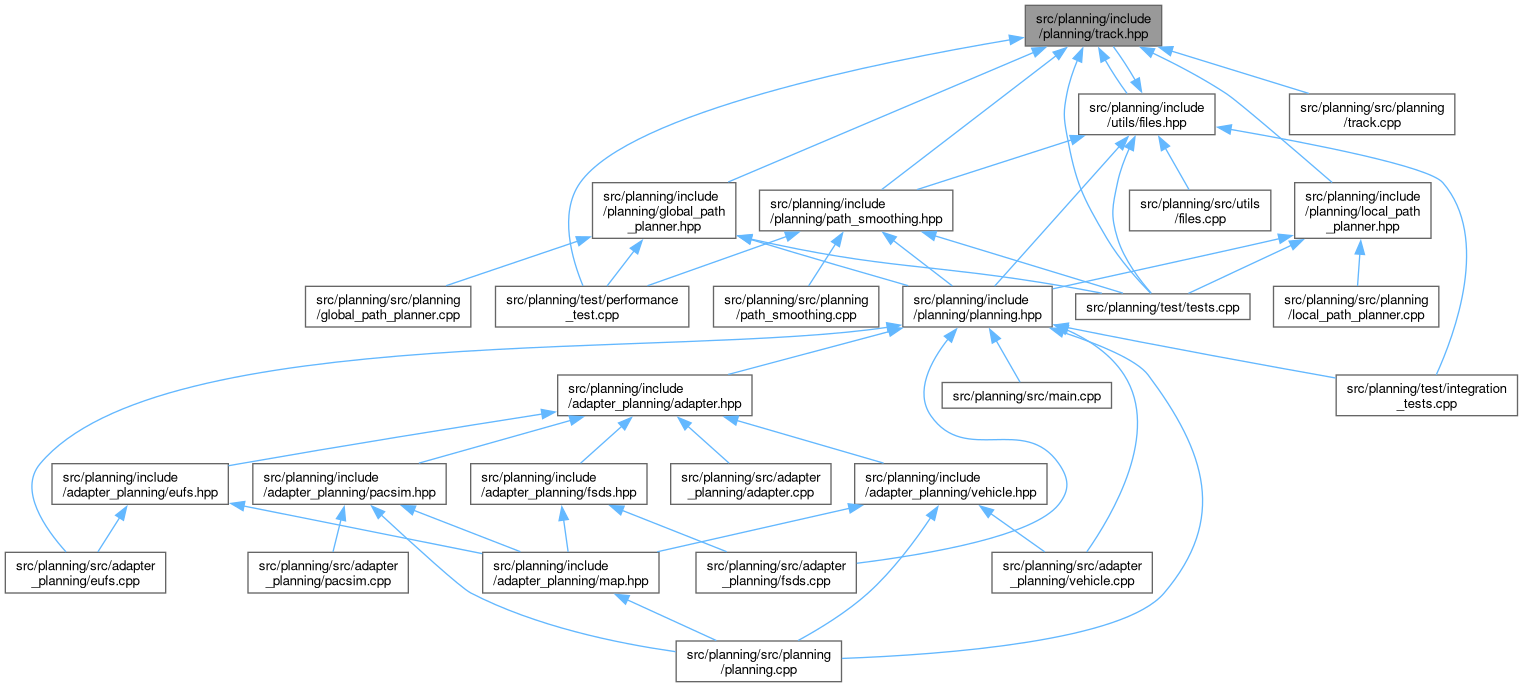 src/planning/include
/planning/track.hpp
src/planning/include
/utils/files.hpp
src/planning/src/planning
/track.cpp
src/planning/include
/planning/global_path
_planner.hpp
src/planning/include
/planning/path_smoothing.hpp
src/planning/src/utils
/files.cpp
src/planning/include
/planning/local_path
_planner.hpp
src/planning/src/planning
/global_path_planner.cpp
src/planning/test/performance
_test.cpp
src/planning/src/planning
/path_smoothing.cpp
src/planning/include
/planning/planning.hpp
src/planning/test/tests.cpp
src/planning/src/planning
/local_path_planner.cpp
src/planning/include
/adapter_planning/adapter.hpp
src/planning/src/main.cpp
src/planning/test/integration
_tests.cpp
src/planning/include
/adapter_planning/eufs.hpp
src/planning/include
/adapter_planning/pacsim.hpp
src/planning/include
/adapter_planning/fsds.hpp
src/planning/src/adapter
_planning/adapter.cpp
src/planning/include
/adapter_planning/vehicle.hpp
src/planning/src/adapter
_planning/eufs.cpp
src/planning/src/adapter
_planning/pacsim.cpp
src/planning/include
/adapter_planning/map.hpp
src/planning/src/adapter
_planning/fsds.cpp
src/planning/src/adapter
_planning/vehicle.cpp
src/planning/src/planning
/planning.cpp